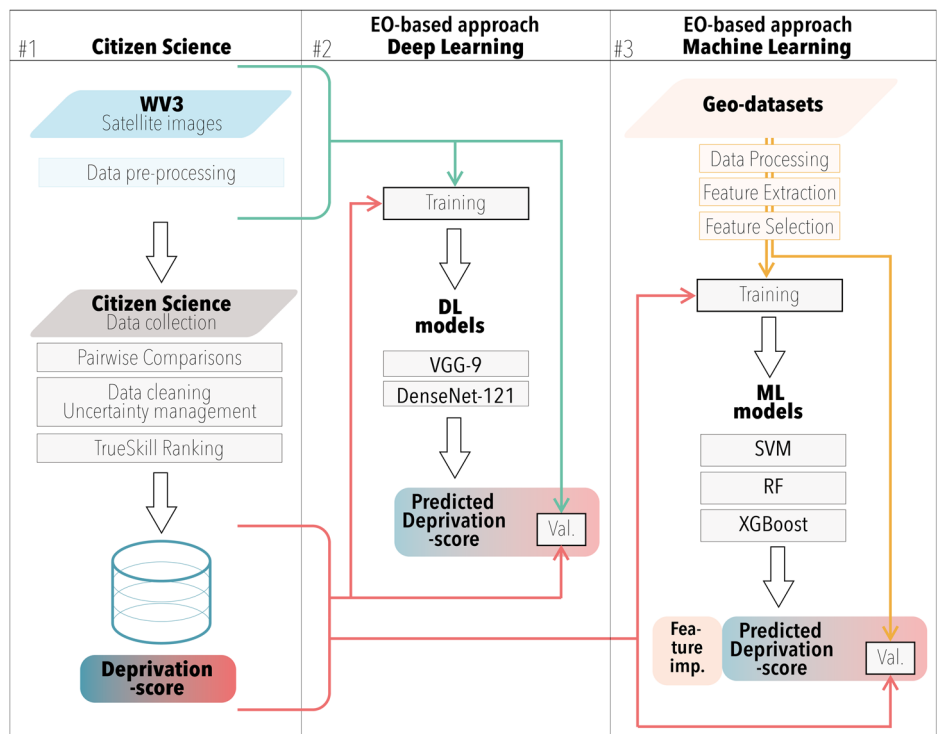 #1
Citizen Science
WV3
Satellite images
Data pre-processing
Citizen Science
Data collection
Pairwise Comparisons
Data cleaning
Uncertainty management
TrueSkill Ranking
Deprivation
-score
#2
EO-based approach
Deep Learning
Training
DL
models
VGG-9
DenseNet-121
Predicted
Deprivation
-score
Val.
#3
EO-based approach
Machine Learning
Geo-datasets
Data Processing
Feature Extraction
Feature Selection
Training
ML
models
SVM
RF
XGBoost
Fea-
ture
imp.
Predicted
Deprivation
-score
Val.